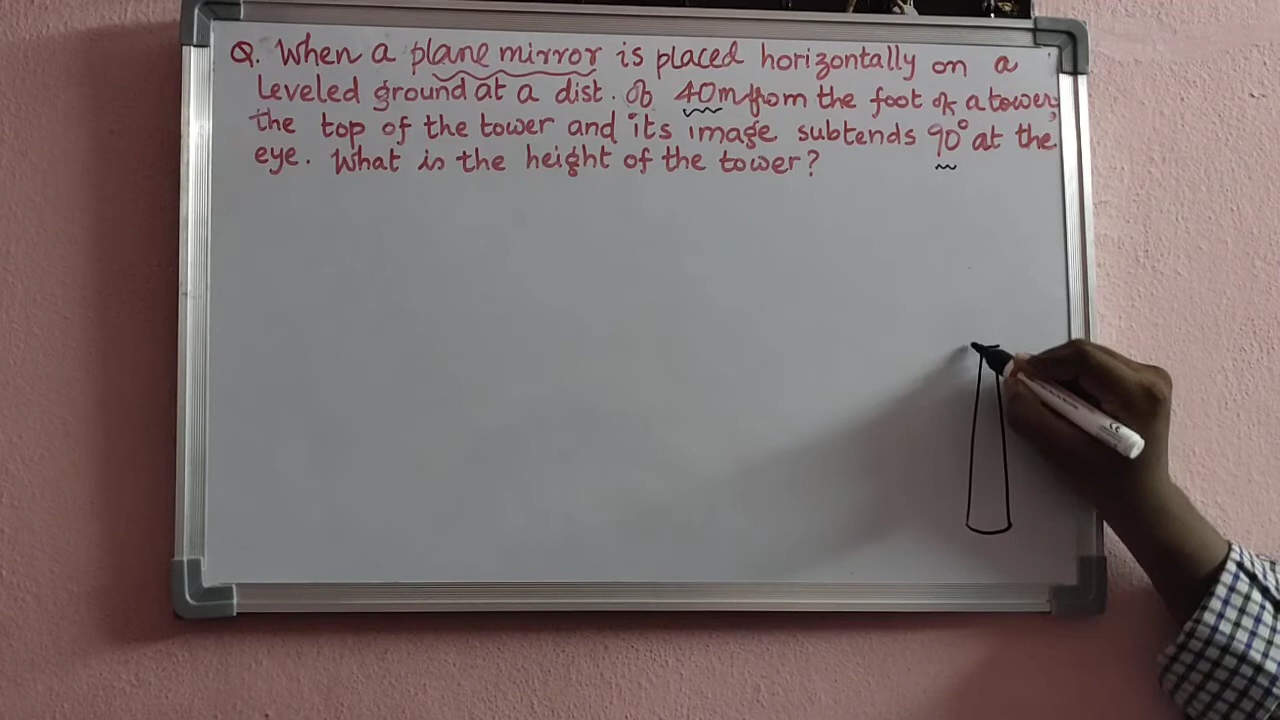 Q. When a plane mirror is placed horizontally on a
Leveled ground at a dist. of 40m from the foot of a tower,
the top of the tower and its image subtends 90° at the
eye. What is the height of the tower?